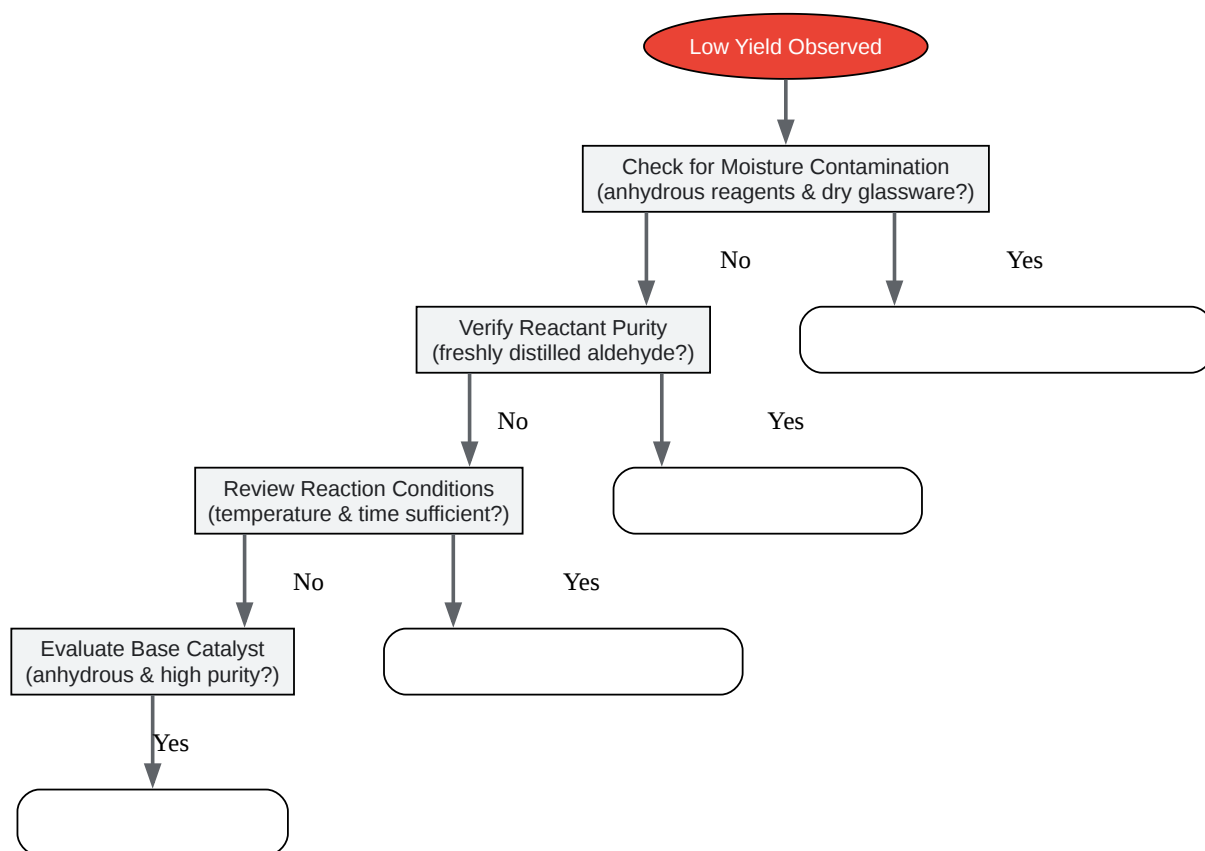 Low Yield Observed
Check for Moisture Contamination
(anhydrous reagents & dry glassware?)
No
Yes
Verify Reactant Purity
(freshly distilled aldehyde?)
No
Yes
Review Reaction Conditions
(temperature & time sufficient?)
No
Yes
Evaluate Base Catalyst
(anhydrous & high purity?)
Yes